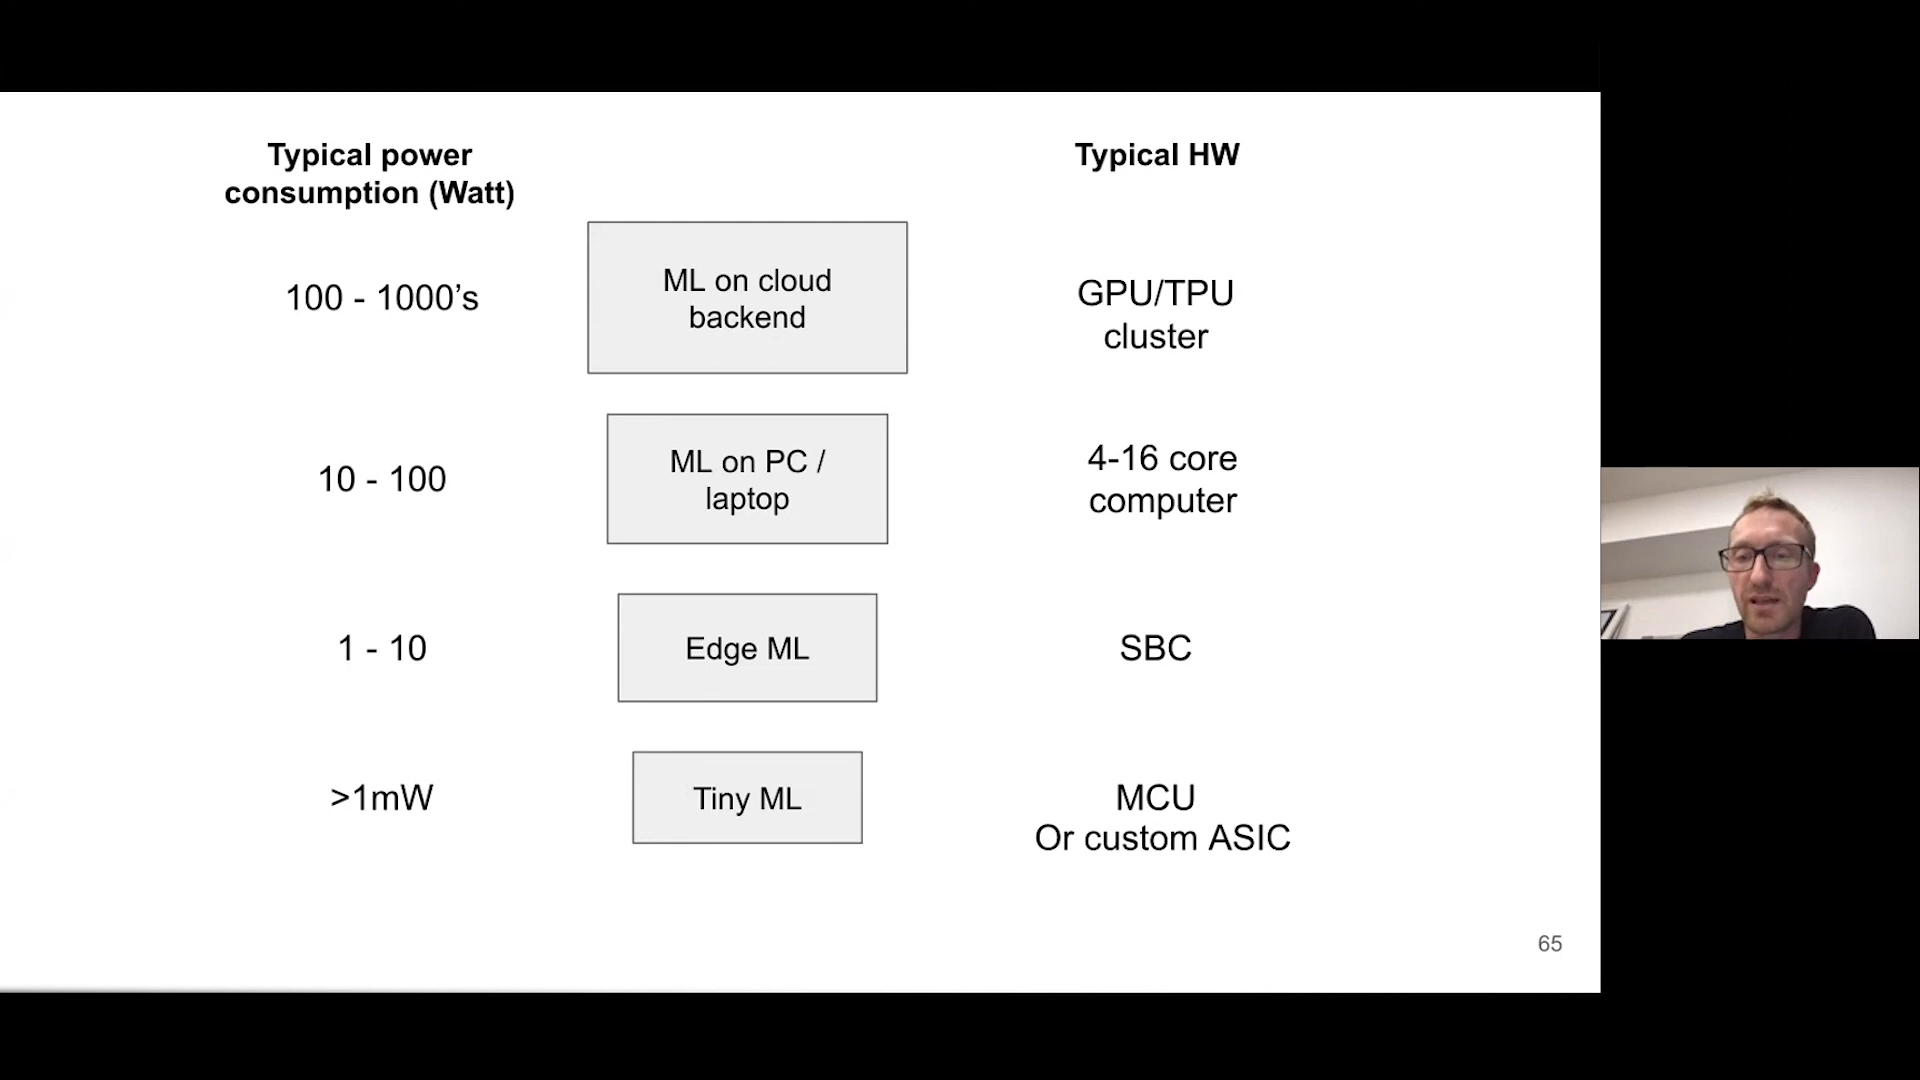 Typical power
consumption (Watt)
Typical HW
100 - 1000’s
ML on cloud
backend
GPU/TPU
cluster
10 - 100
ML on PC /
laptop
4-16 core
computer
1 - 10
Edge ML
SBC
>1mW
Tiny ML
MCU
Or custom ASIC
65